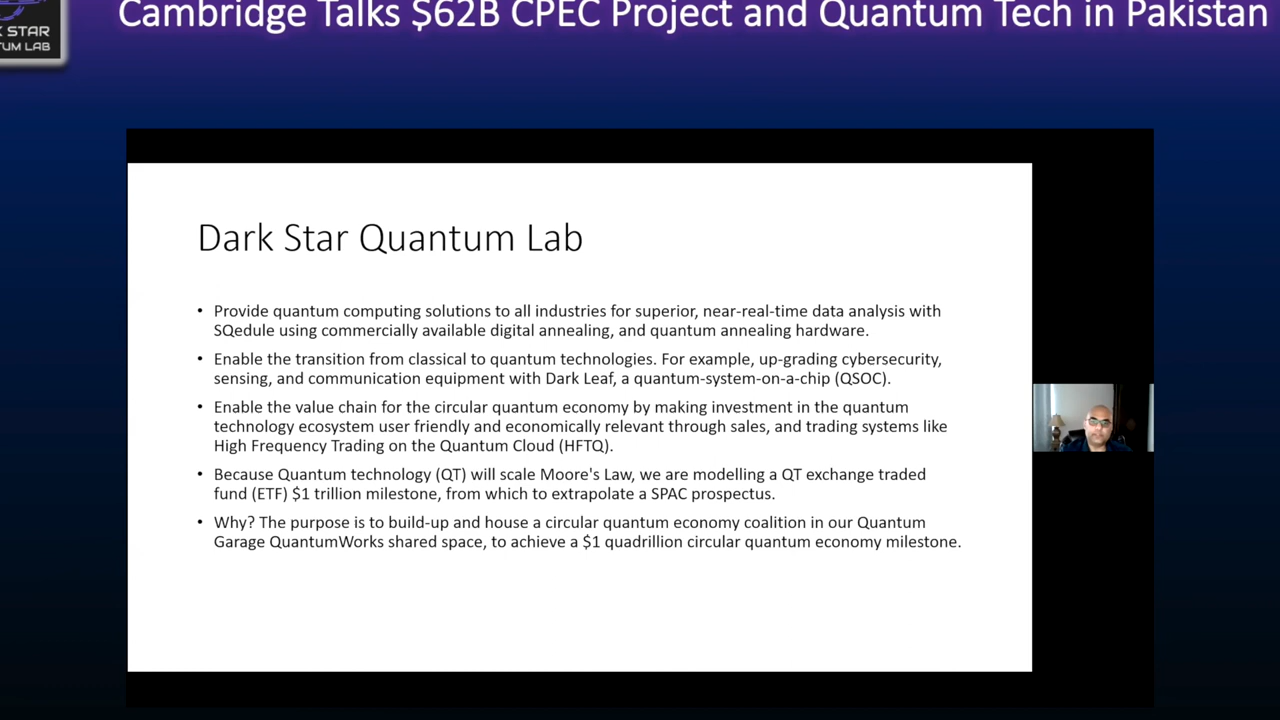 Cambridge Talks $62B CPEC Project and Quantum Tech in Pakistan
STAR
LAB
Dark Star Quantum Lab
• Provide quantum computing solutions to all industries for superior, near-real-time data analysis with
SQedule using commercially available digital annealing, and quantum annealing hardware.
• Enable the transition from classical to quantum technologies. For example, up-grading cybersecurity,
sensing, and communication equipment with Dark Leaf, a quantum-system-on-a-chip (QSOC).
• Enable the value chain for the circular quantum economy by making investment in the quantum
technology ecosystem user friendly and economically relevant through sales, and trading systems like
High Frequency Trading on the Quantum Cloud (HFTQ).
• Because Quantum technology (QT) will scale Moore's Law, we are modelling a QT exchange traded
fund (ETF) $1 trillion milestone, from which to extrapolate a SPAC prospectus.
• Why? The purpose is to build-up and house a circular quantum economy coalition in our Quantum
Garage QuantumWorks shared space, to achieve a $1 quadrillion circular quantum economy milestone.